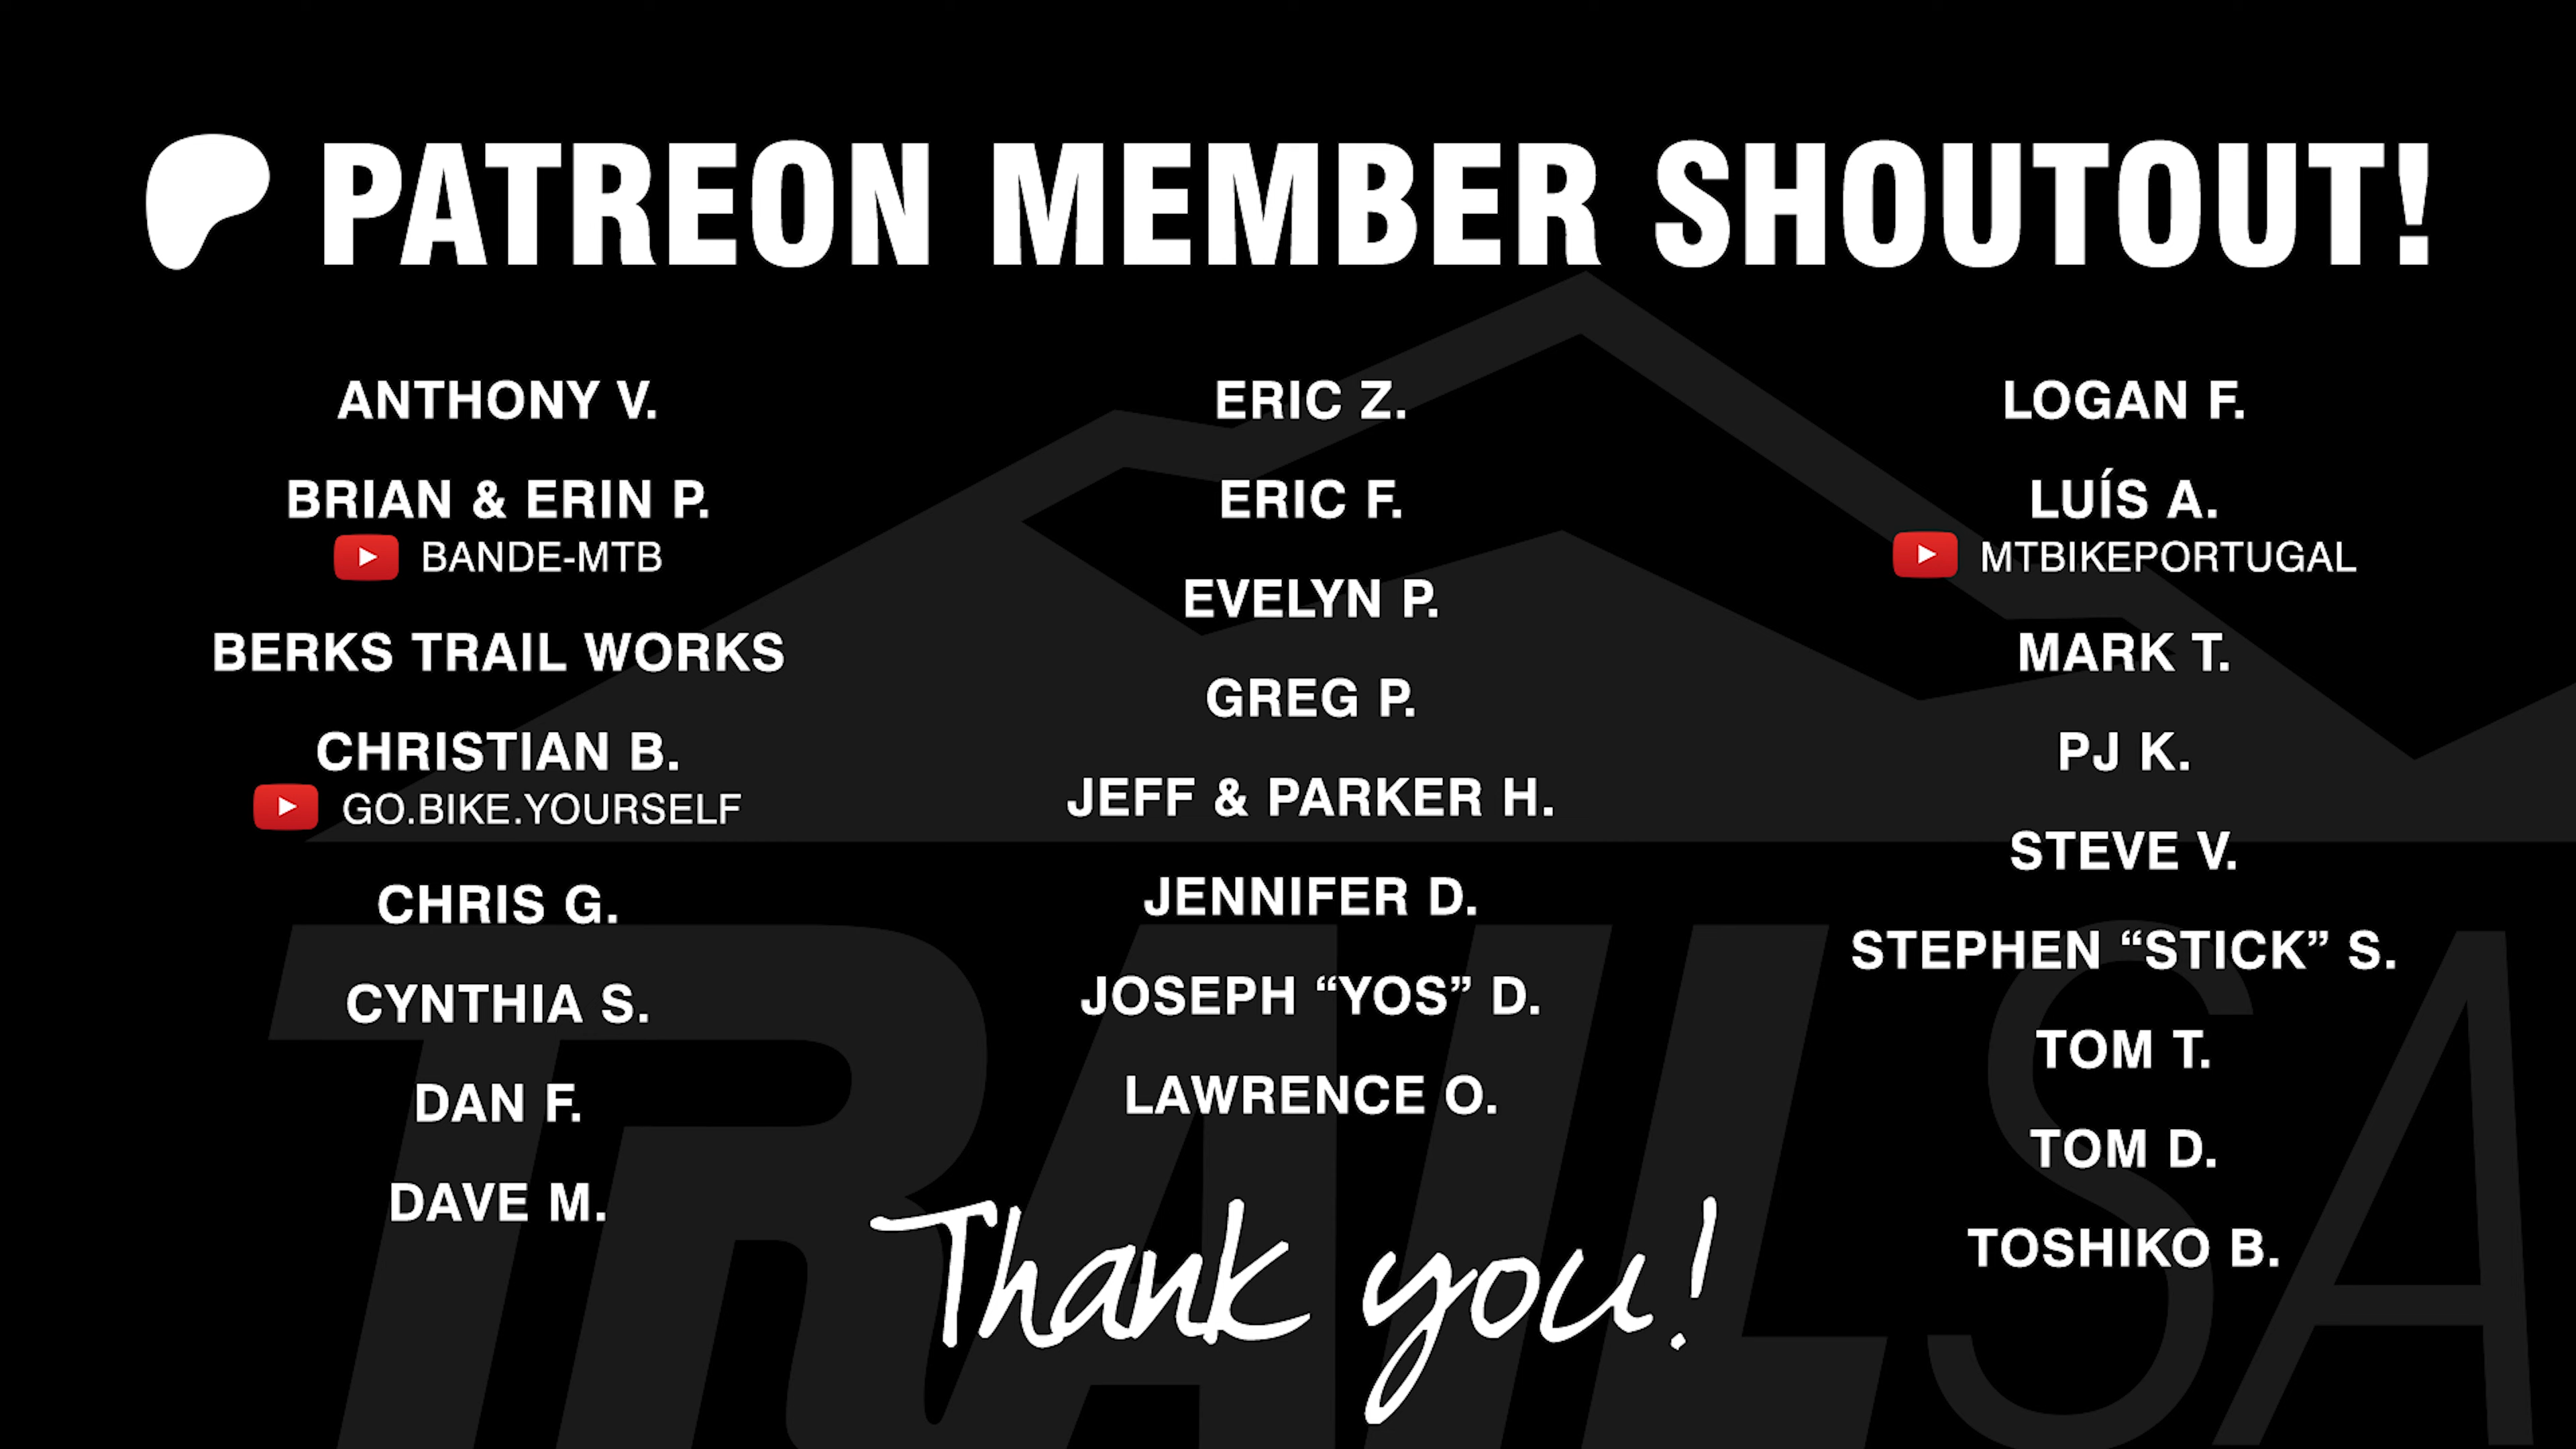 PATREON MEMBER SHOUTOUT!
ANTHONY V.
BRIAN & ERIN P.
BANDE-MTB
BERKS TRAIL WORKS
CHRISTIAN B.
GO.BIKE.YOURSELF
CHRIS G.
CYNTHIA S.
DAN F.
DAVE M.
ERIC Z.
ERIC F.
EVELYN P.
GREG P.
JEFF & PARKER H.
JENNIFER D.
JOSEPH “YOS” D.
LAWRENCE O.
LOGAN F.
LUÍS A.
MTBIKEPORTUGAL
MARK T.
PJ K.
STEVE V.
STEPHEN “STICK” S.
TOM T.
TOM D.
TOSHIKO B.
Thank you!
TRAILSA